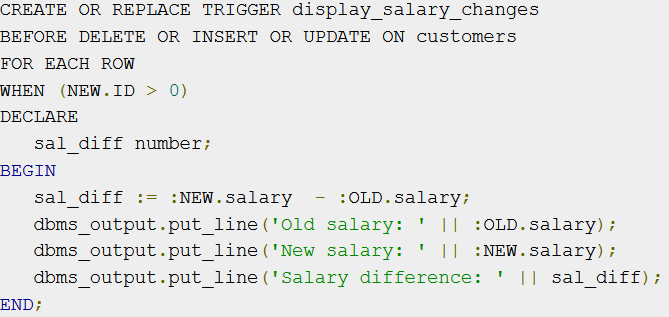 CREATE OR REPLACE TRIGGER display_salary_changes
BEFORE DELETE OR INSERT OR UPDATE ON customers
FOR EACH ROW
WHEN (NEW.ID > 0)
DECLARE
   sal_diff number;
BEGIN
   sal_diff := :NEW.salary  - :OLD.salary;
   dbms_output.put_line('Old salary: ' || :OLD.salary);
   dbms_output.put_line('New salary: ' || :NEW.salary);
   dbms_output.put_line('Salary difference: ' || sal_diff);
END;